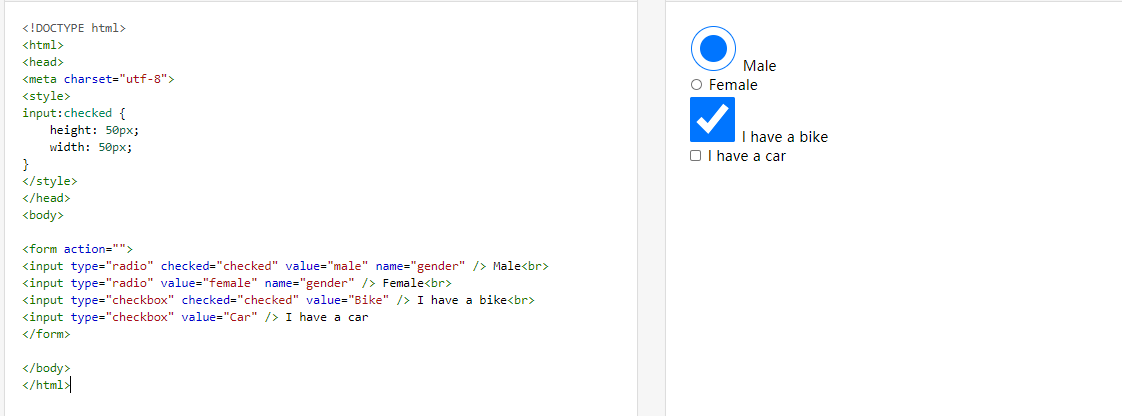 <!DOCTYPE html>
<html>
<head>
<meta charset="utf-8">
<style>
input:checked {
    height: 50px;
    width: 50px;
}
</style>
</head>
<body>

<form action="">
<input type="radio" checked="checked" value="male" name="gender" /> Male<br>
<input type="radio" value="female" name="gender" /> Female<br>
<input type="checkbox" checked="checked" value="Bike" /> I have a bike<br>
<input type="checkbox" value="Car" /> I have a car
</form>

</body>
</html>
Male
Female
I have a bike
I have a car